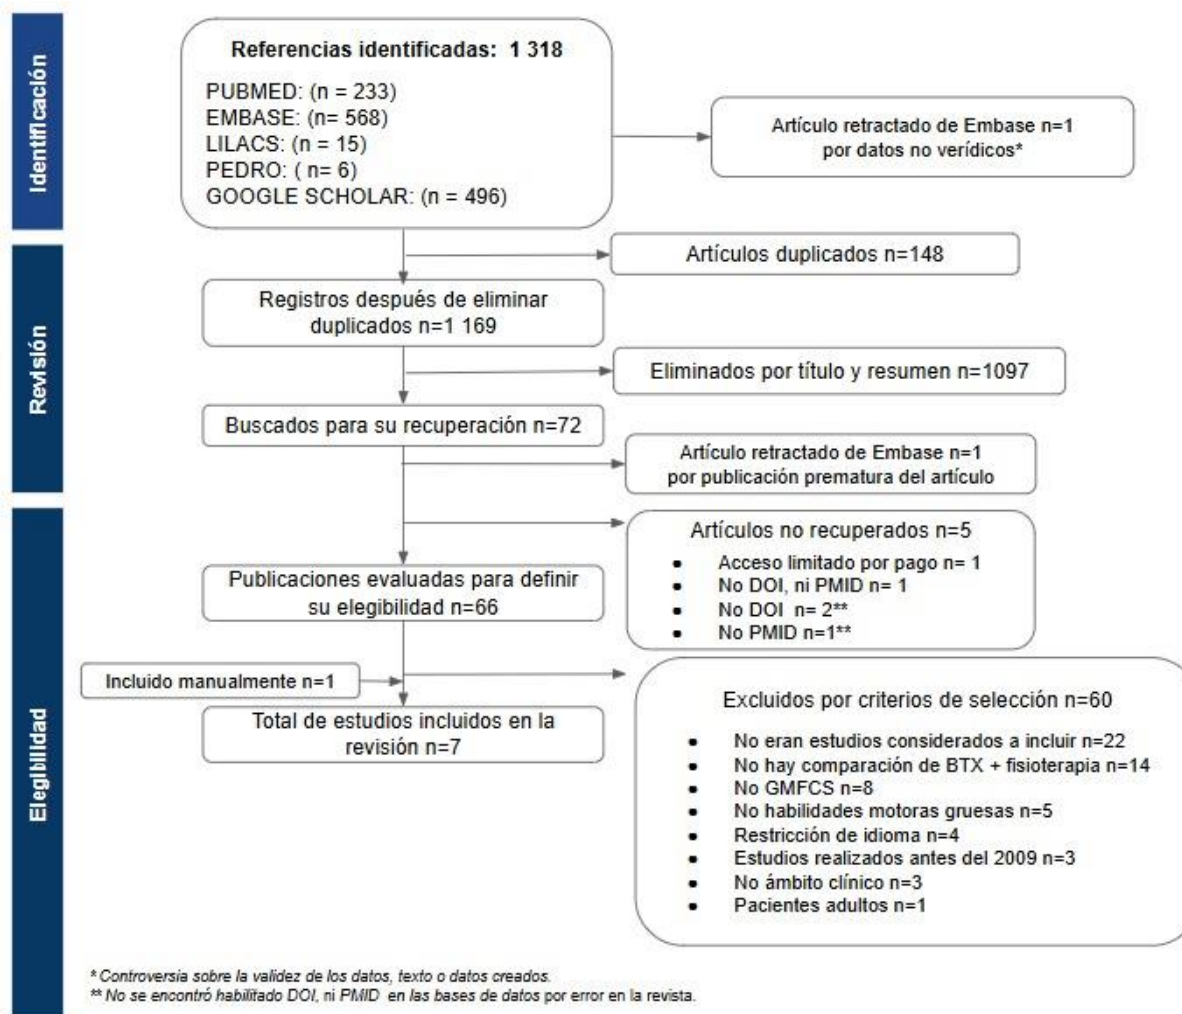 Identificación
Referencias identificadas: 1 318
PUBMED: (n = 233)
EMBASE: (n= 568)
LILACS: (n = 15)
PEDRO: ( n= 6)
GOOGLE SCHOLAR: (n = 496)
Artículo retractado de Embase n=1
por datos no verídicos*
Revisión
Artículos duplicados n=148
Registros después de eliminar
duplicados n=1 169
Eliminados por título y resumen n=1097
Buscados para su recuperación n=72
Artículo retractado de Embase n=1
por publicación prematura del artículo
Elegibilidad
Artículos no recuperados n=5
• Acceso limitado por pago n= 1
• No DOI, ni PMID n= 1
• No DOI n= 2**
• No PMID n=1**
Publicaciones evaluadas para definir
su elegibilidad n=66
Incluido manualmente n=1
Total de estudios incluidos en la
revisión n=7
Excluidos por criterios de selección n=60
• No eran estudios considerados a incluir n=22
• No hay comparación de BTX + fisioterapia n=14
• No GMFCS n=8
• No habilidades motoras gruesas n=5
• Restricción de idioma n=4
• Estudios realizados antes del 2009 n=3
• No ámbito clínico n=3
• Pacientes adultos n=1
* Controversia sobre la validez de los datos, texto o datos creados.
** No se encontró habilitado DOI, ni PMID en las bases de datos por error en la revista.